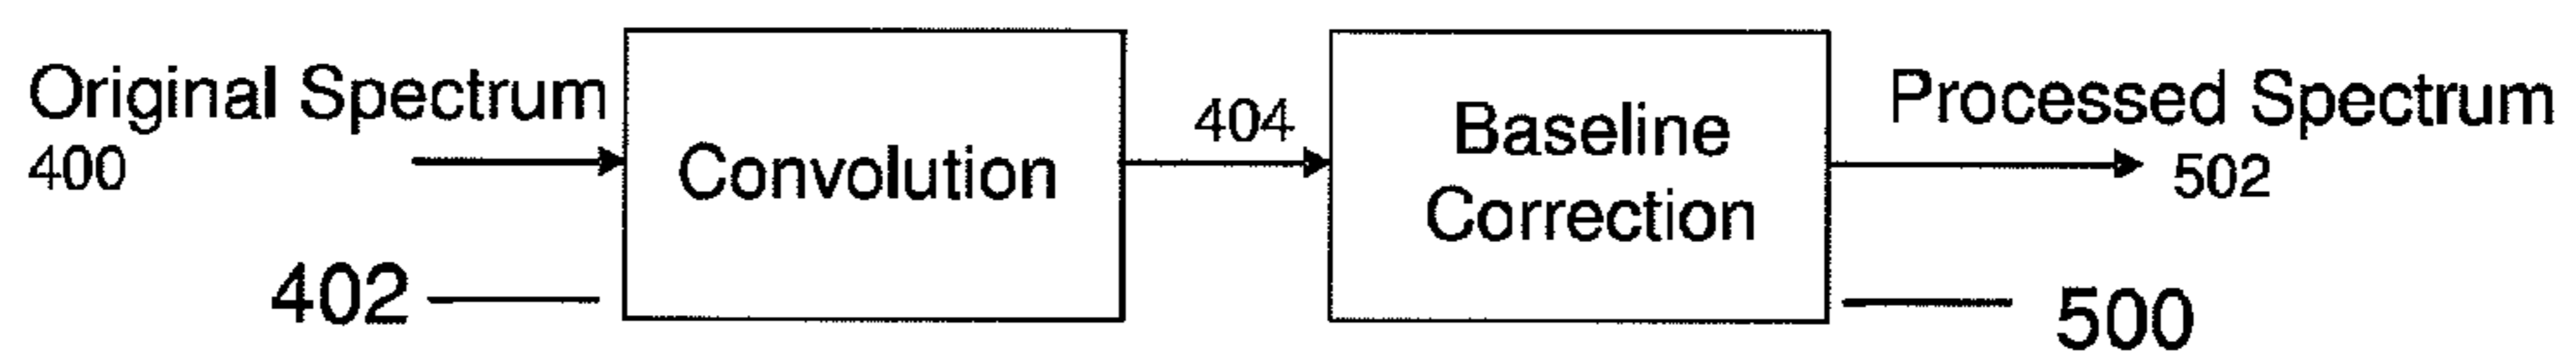 Original Spectrum
400
402
Convolution
404
Baseline
Correction
Processed Spectrum
502
500